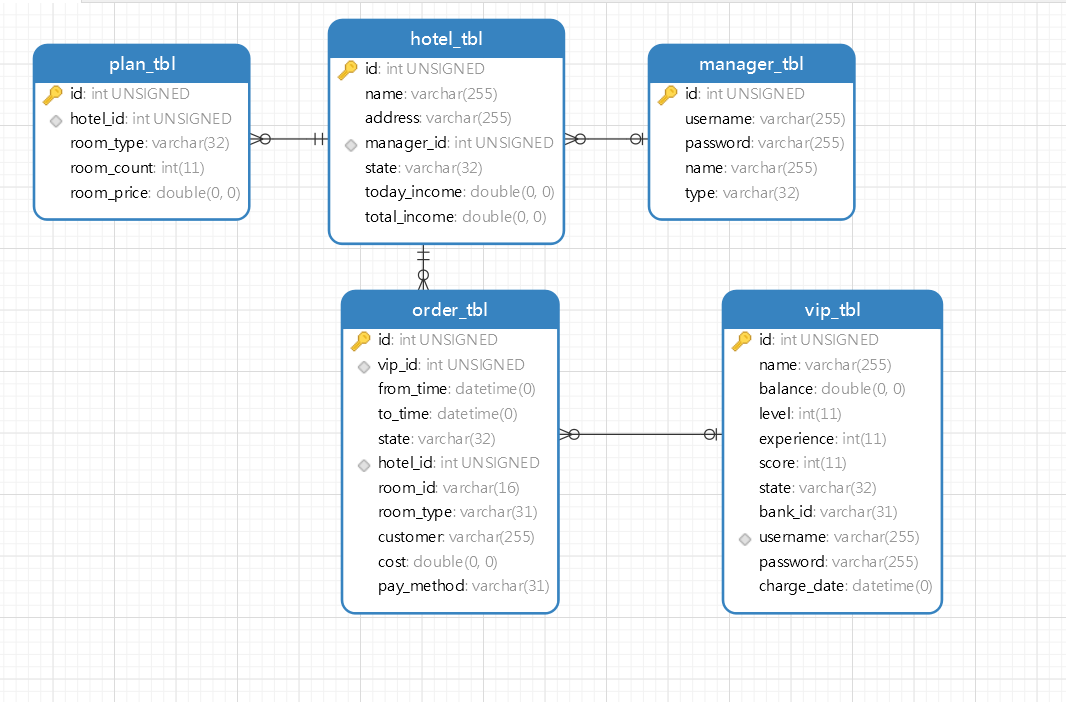 plan_tbl
id: int UNSIGNED
hotel_id: int UNSIGNED
room_type: varchar(32)
room_count: int(11)
room_price: double(0, 0)
hotel_tbl
id: int UNSIGNED
name: varchar(255)
address: varchar(255)
manager_id: int UNSIGNED
state: varchar(32)
today_income: double(0, 0)
total_income: double(0, 0)
manager_tbl
id: int UNSIGNED
username: varchar(255)
password: varchar(255)
name: varchar(255)
type: varchar(32)
order_tbl
id: int UNSIGNED
vip_id: int UNSIGNED
from_time: datetime(0)
to_time: datetime(0)
state: varchar(32)
hotel_id: int UNSIGNED
room_id: varchar(16)
room_type: varchar(31)
customer: varchar(255)
cost: double(0, 0)
pay_method: varchar(31)
vip_tbl
id: int UNSIGNED
name: varchar(255)
balance: double(0, 0)
level: int(11)
experience: int(11)
score: int(11)
state: varchar(32)
bank_id: varchar(31)
username: varchar(255)
password: varchar(255)
charge_date: datetime(0)